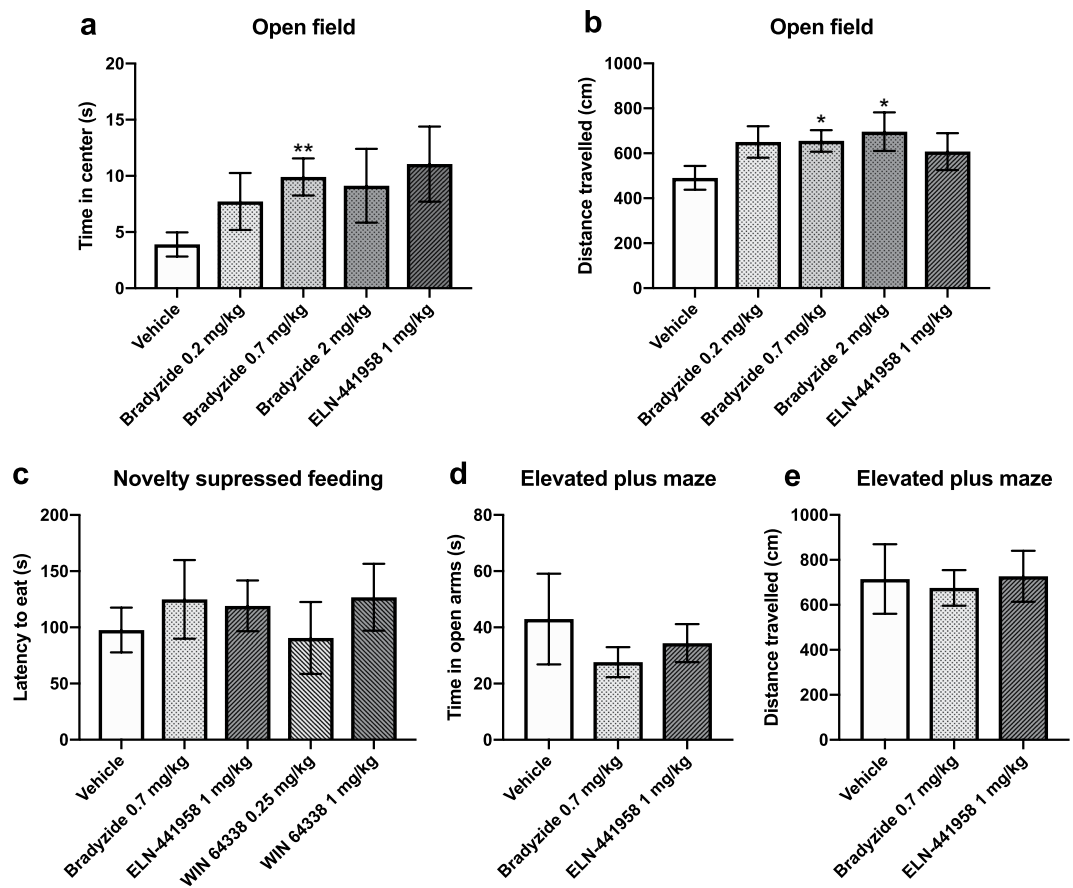 a
Open field
Time in center (s)
20
15
10
5
0
**
Vehicle
Bradyzide 0.2 mg/kg
Bradyzide 0.7 mg/kg
Bradyzide 2 mg/kg
ELN-441958 1 mg/kg
b
Open field
Distance travelled (cm)
1000
800
600
400
200
0
*
*
Vehicle
Bradyzide 0.2 mg/kg
Bradyzide 0.7 mg/kg
Bradyzide 2 mg/kg
ELN-441958 1 mg/kg
c
Novelty supressed feeding
Latency to eat (s)
200
150
100
50
0
Vehicle
Bradyzide 0.7 mg/kg
ELN-441958 1 mg/kg
WIN 64338 0.25 mg/kg
WIN 64338 1 mg/kg
d
Elevated plus maze
Time in open arms (s)
80
60
40
20
0
Vehicle
Bradyzide 0.7 mg/kg
ELN-441958 1 mg/kg
e
Elevated plus maze
Distance travelled (cm)
1000
800
600
400
200
0
Vehicle
Bradyzide 0.7 mg/kg
ELN-441958 1 mg/kg